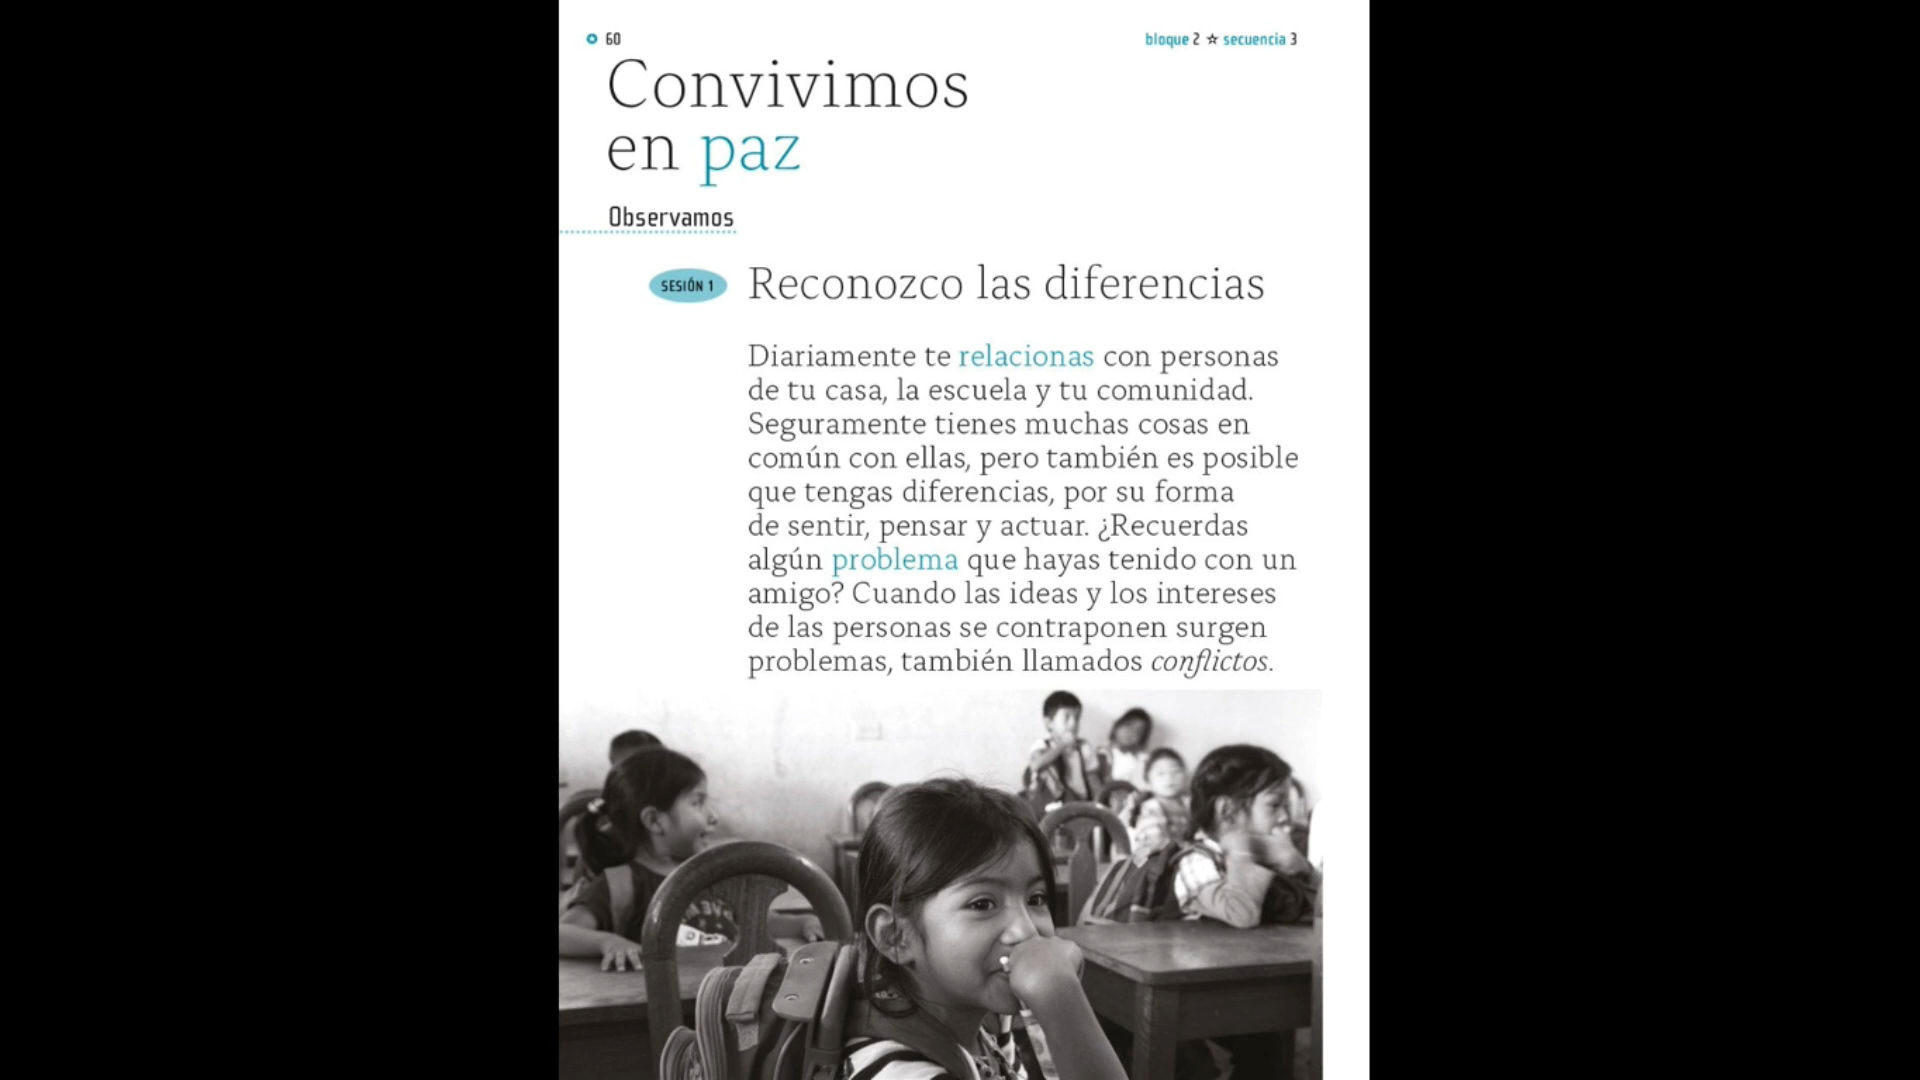 60
bloque 2 ☆ secuencia 3
Convivimos
en paz
Observamos
SESIÓN 1
Reconozco las diferencias
Diariamente te relacionas con personas
de tu casa, la escuela y tu comunidad.
Seguramente tienes muchas cosas en
común con ellas, pero también es posible
que tengas diferencias, por su forma
de sentir, pensar y actuar. ¿Recuerdas
algún problema que hayas tenido con un
amigo? Cuando las ideas y los intereses
de las personas se contraponen surgen
problemas, también llamados conflictos.